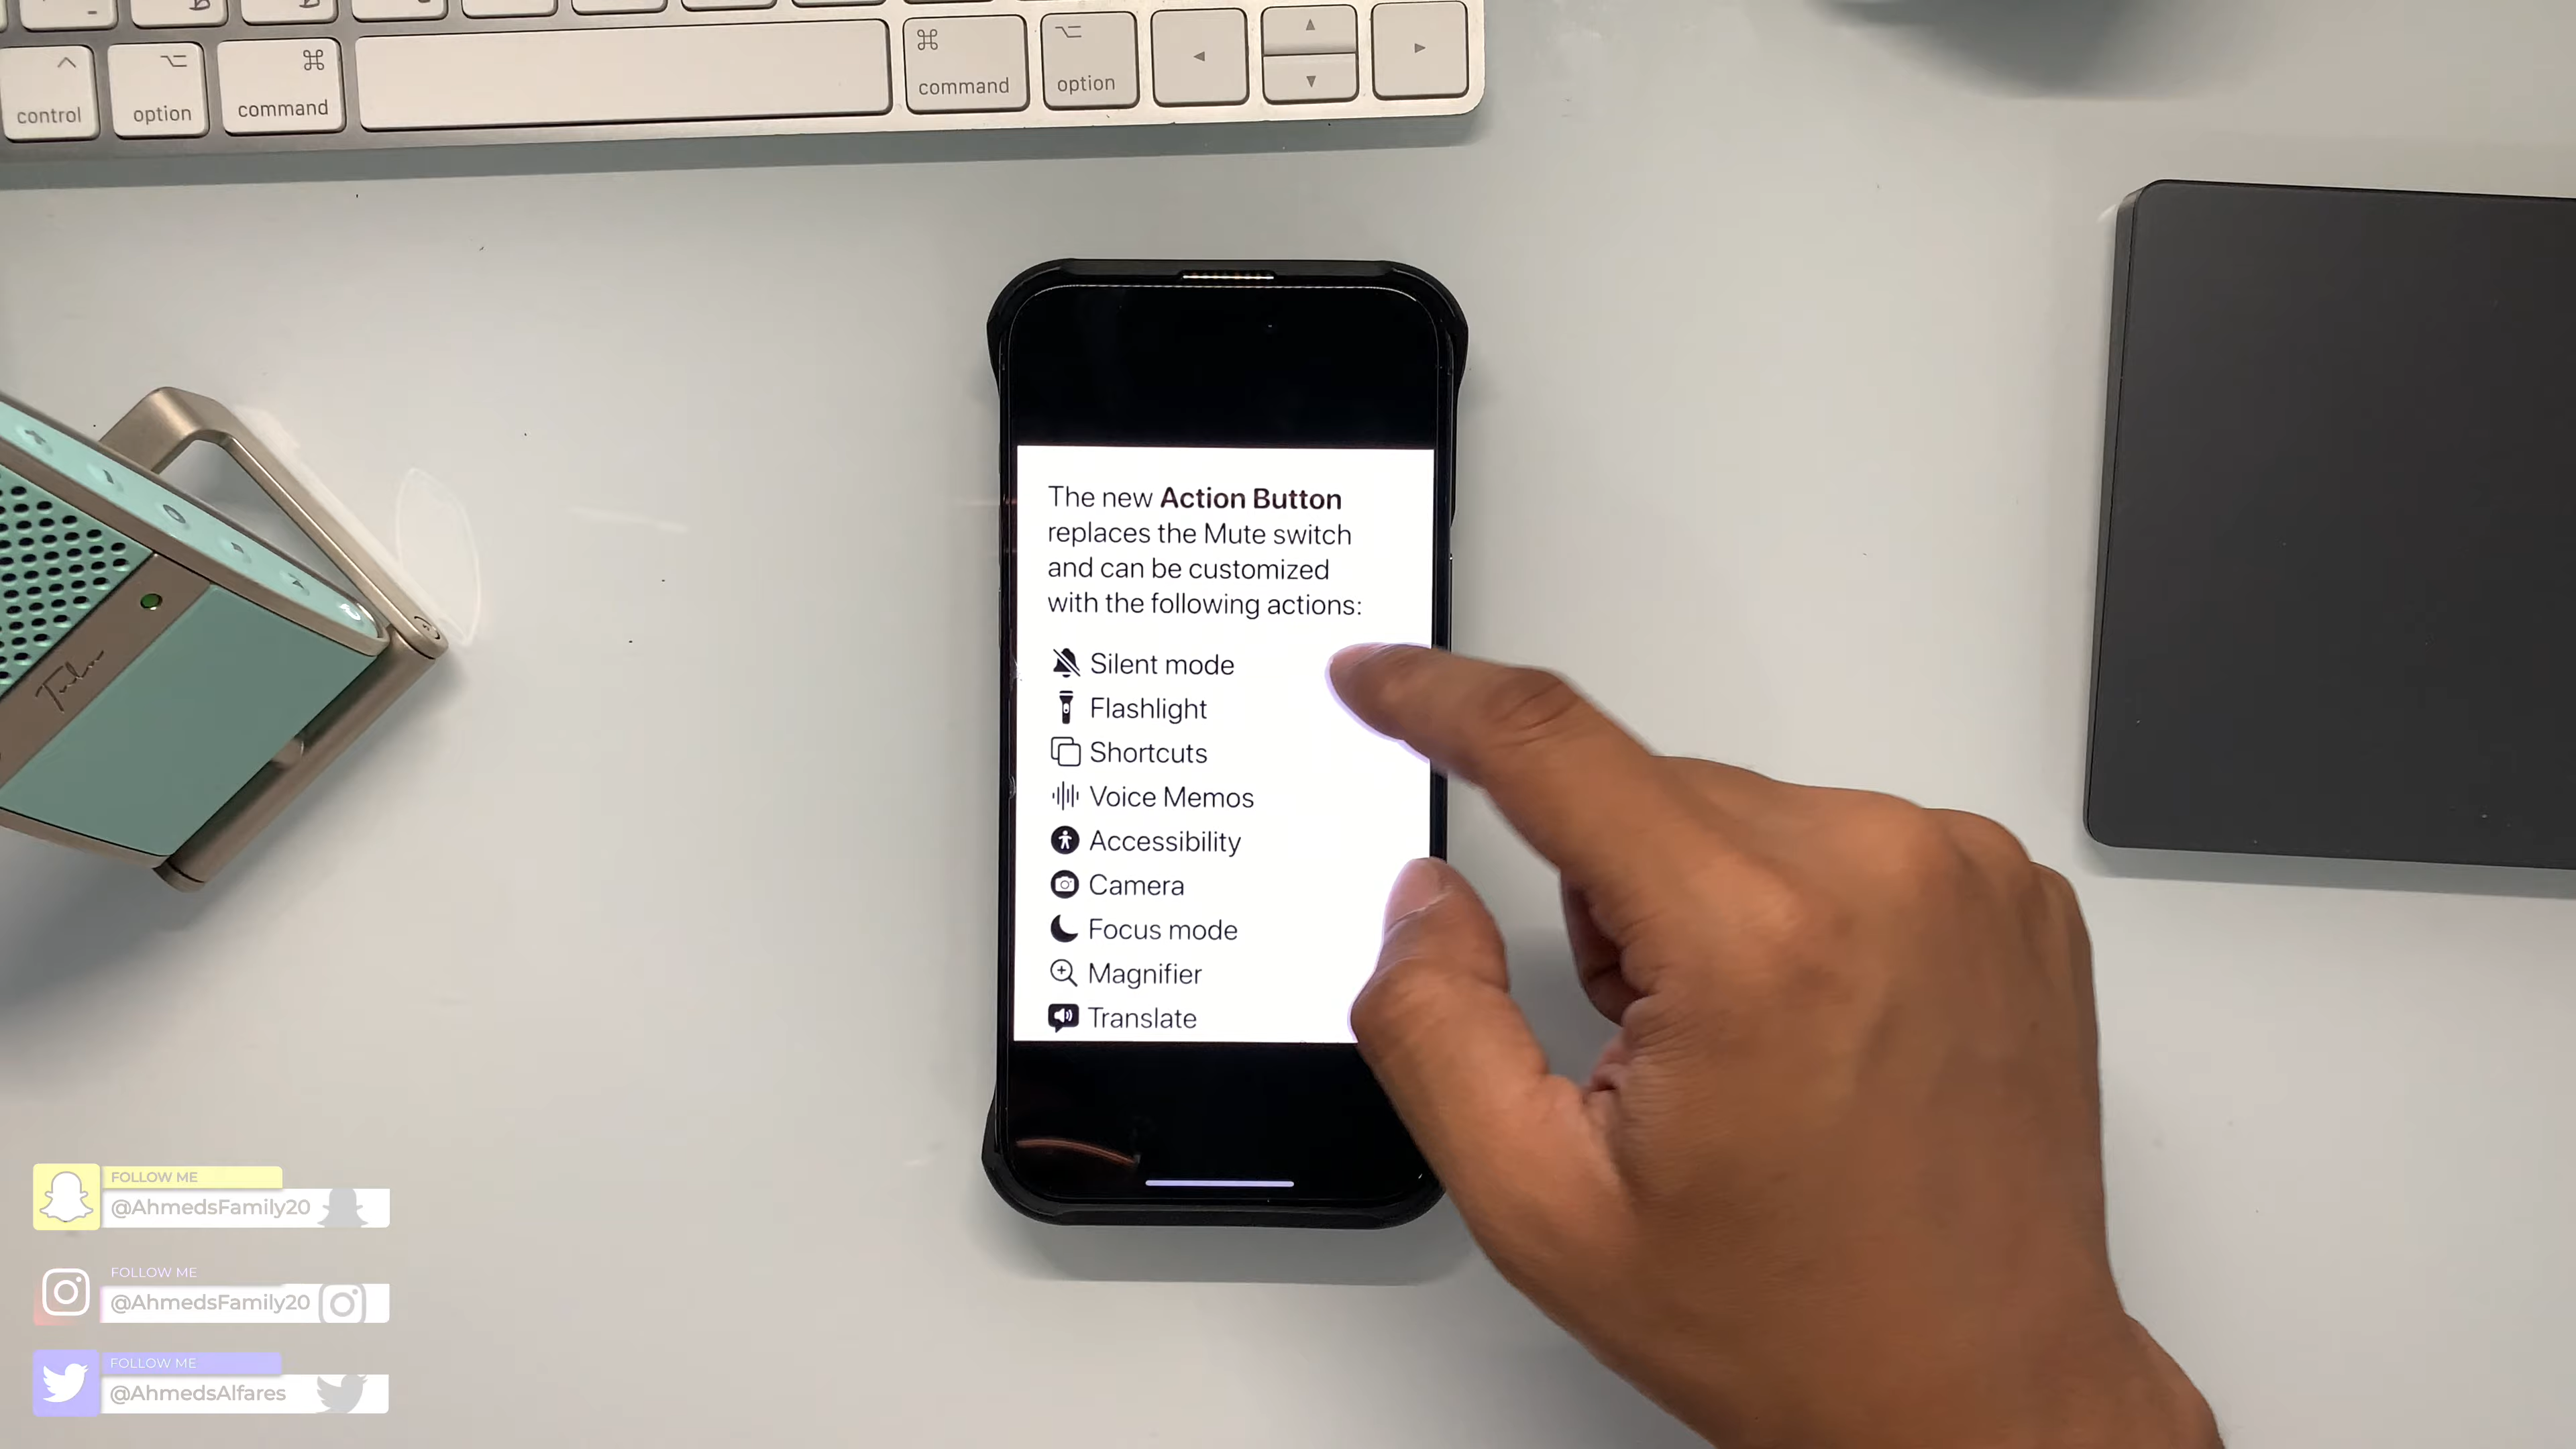 control
option
command
command
option
The new Action Button
replaces the Mute switch
and can be customized
with the following actions:
Silent mode
Flashlight
Shortcuts
Voice Memos
Accessibility
Camera
Focus mode
Magnifier
Translate
FOLLOW ME
@AhmedsFamily20
FOLLOW ME
@AhmedsFamily20
FOLLOW ME
@AhmedsAlfares